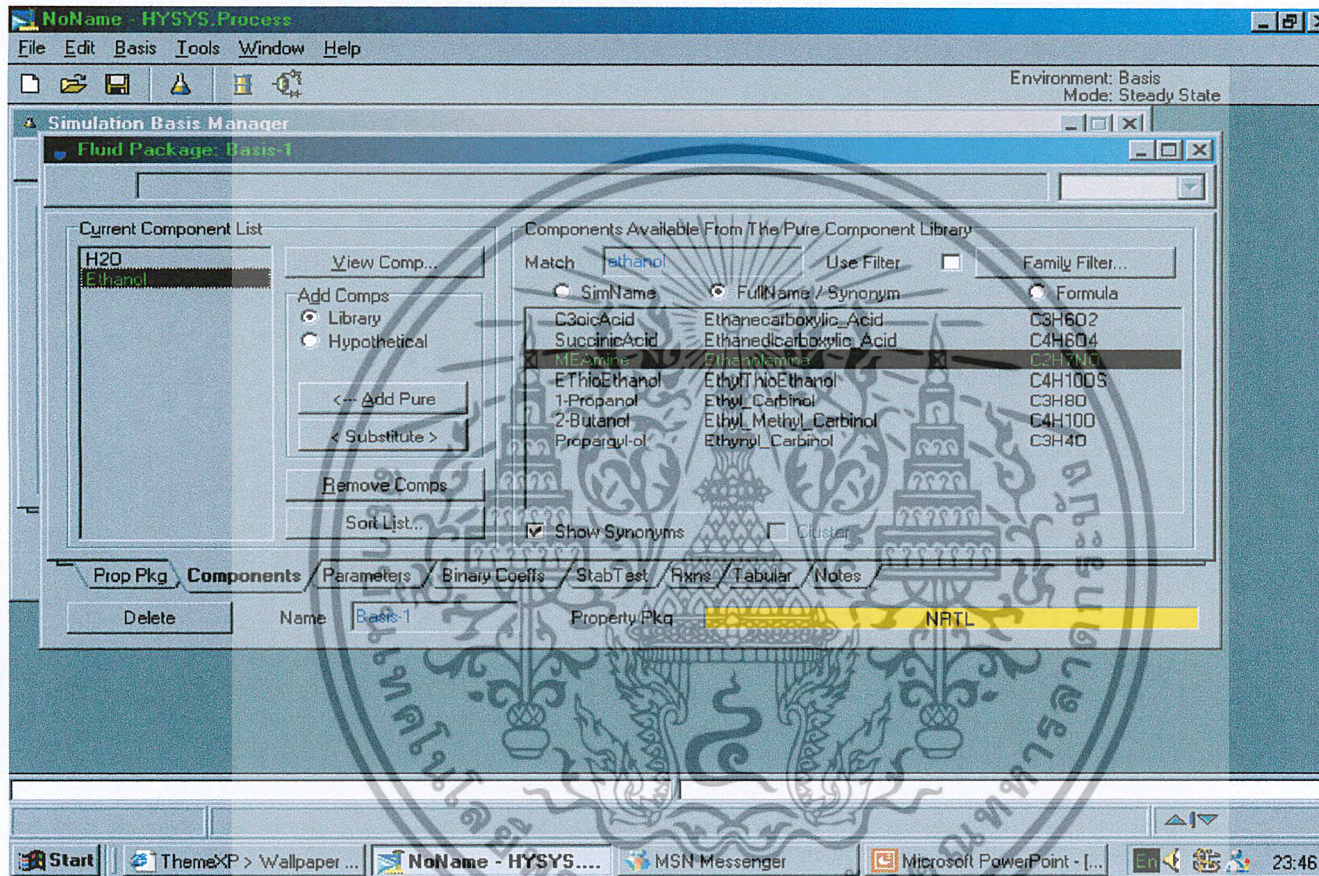 NoName - HYSYS.Process
File Edit Basis Tools Window Help
Environment: Basis
Mode: Steady State
Simulation Basis Manager
Fluid Package: Basis-1
Current Component List
H2O
Ethanol
View Comp...
Add Comps
Library
Hypothetical
<--- Add Pure
< Substitute >
Remove Comps
Sort List...
Components Available From The Pure Component Library
Match ethanol Use Filter Family Filter...
SimName FullName / Synonym Formula
C3oicAcid Ethanecarboxylic_Acid C3H6O2
SuccinicAcid Ethanedicarboxylic_Acid C4H6O4
MEAmine Ethanolamine C2H7NO
EThioEthanol EthylThioEthanol C4H10OS
1-Propanol Ethyl_Carbinol C3H8O
2-Butanol Ethyl_Methyl_Carbinol C4H10O
Propargyl-ol Ethynyl_Carbinol C3H4O
Show Synonyms Cluster
Prop Pkg Components Parameters Binary Coeffs StabTest Rxns Tabular Notes
Delete Name Basis-1 Property Pkg NRTL
Start ThemeXP > Wallpaper ... NoName - HYSYS.... MSN Messenger Microsoft PowerPoint - [... En 23:46